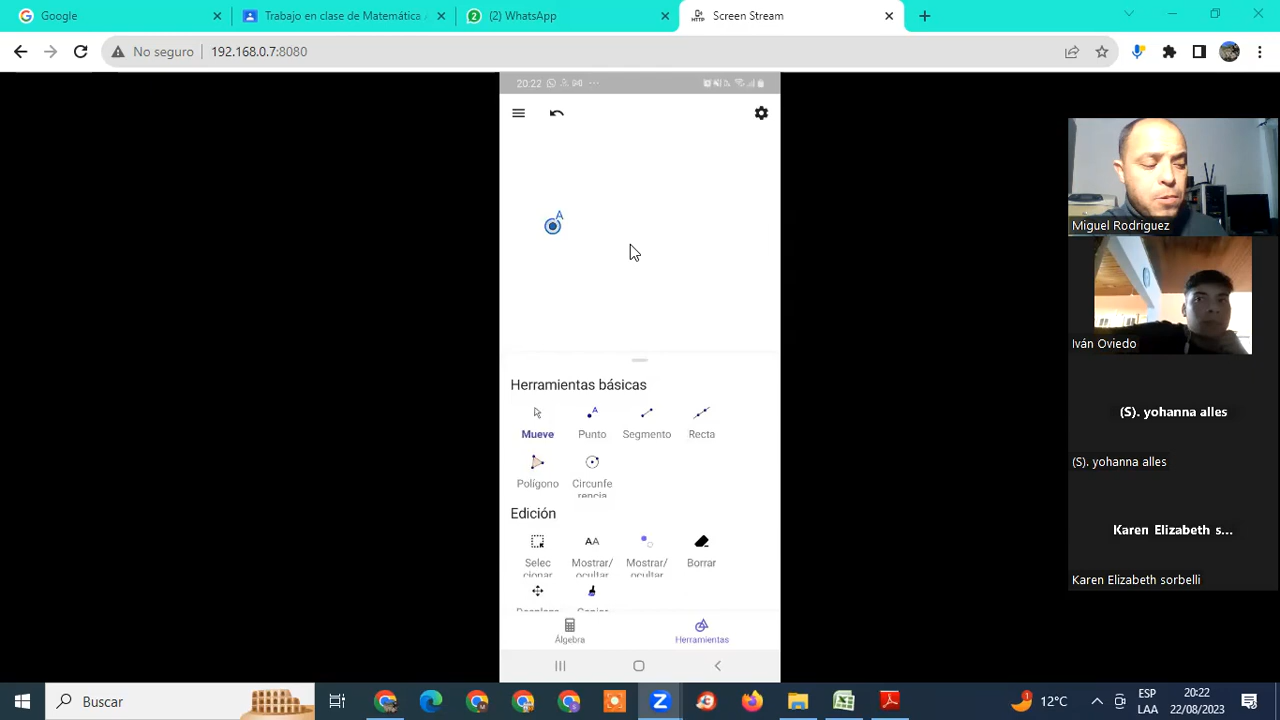 Google
Trabajo en clase de Matemática
(2) WhatsApp
HTTP
Screen Stream
No seguro
192.168.0.7:8080
20:22
A
Herramientas básicas
Mueve
A
Punto
Segmento
Recta
Polígono
Circunfe
rencia
Edición
Selec
cionar
AA
Mostrar/
ocultar
Mostrar/
ocultar
Borrar
Álgebra
Herramientas
Miguel Rodriguez
Iván Oviedo
(S). yohanna alles
(S). yohanna alles
Karen Elizabeth s...
Karen Elizabeth sorbelli
Buscar
1
12°C
ESP
LAA
20:22
22/08/2023